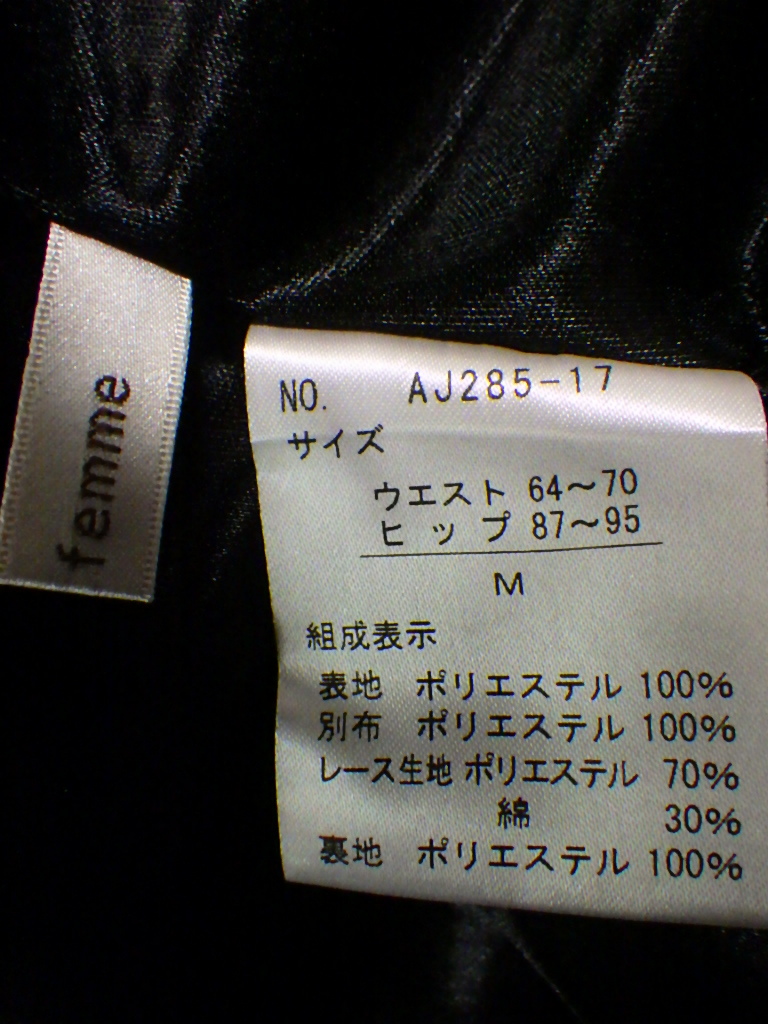 femme
NO. AJ285-17
サイズ
ウエスト 64～70
ヒップ 87～95
M
組成表示
表地 ポリエステル 100%
別布 ポリエステル 100%
レース生地 ポリエステル 70%
綿 30%
裏地 ポリエステル 100%